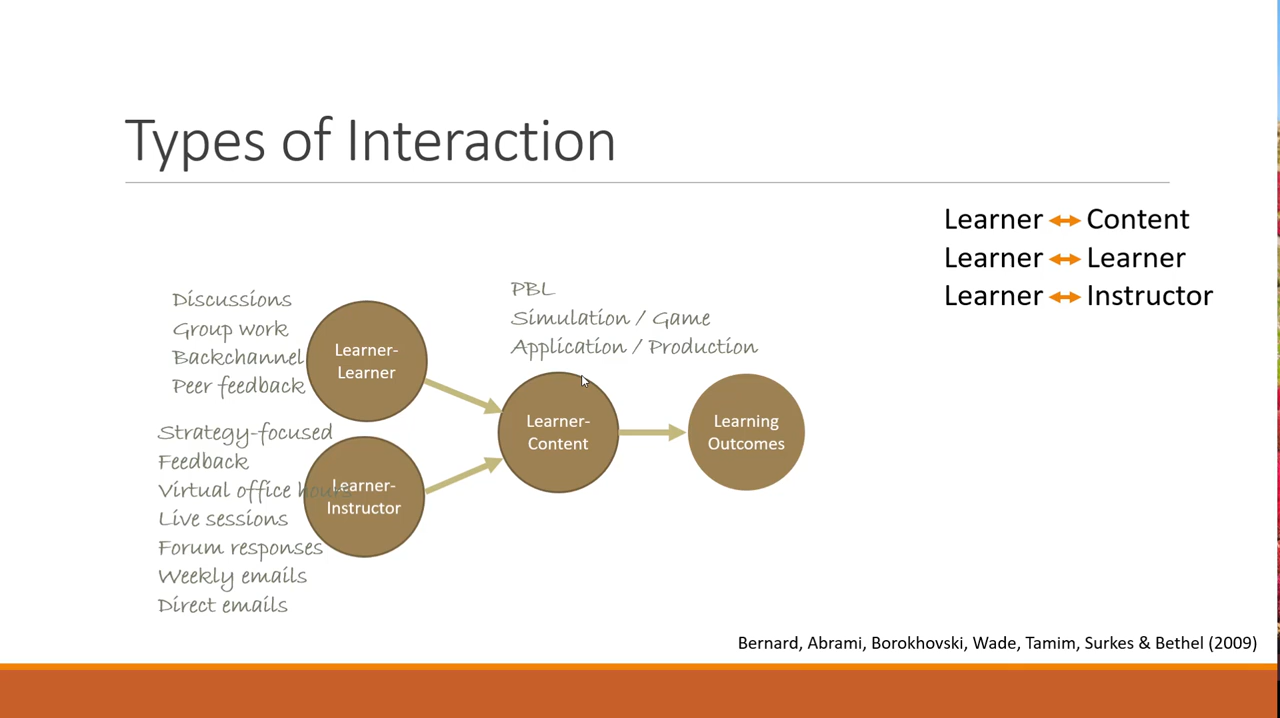 Types of Interaction
Learner Content
Learner Learner
Learner Instructor
Discussions
Group work
Backchannel
Peer feedback
Learner-
Learner
Strategy-focused
Feedback
Virtual office hours
Live sessions
Forum responses
Weekly emails
Direct emails
Learner-
Instructor
PBL
Simulation / Game
Application / Production
Learner-
Content
Learning
Outcomes
Bernard, Abrami, Borokhovski, Wade, Tamim, Surkes & Bethel (2009)